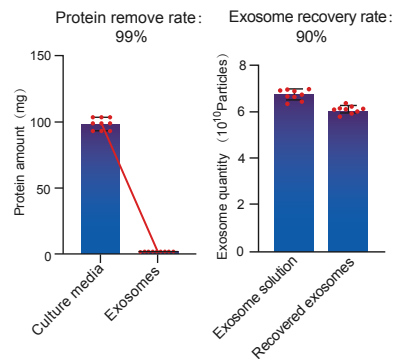 Protein remove rate:
99%
Exosome recovery rate:
90%
Protein amount (mg)
150
100
50
0
Culture media
Exosomes
Exosome quantity (10¹⁰Particles)
8
6
4
2
0
Exosome solution
Recovered exosomes